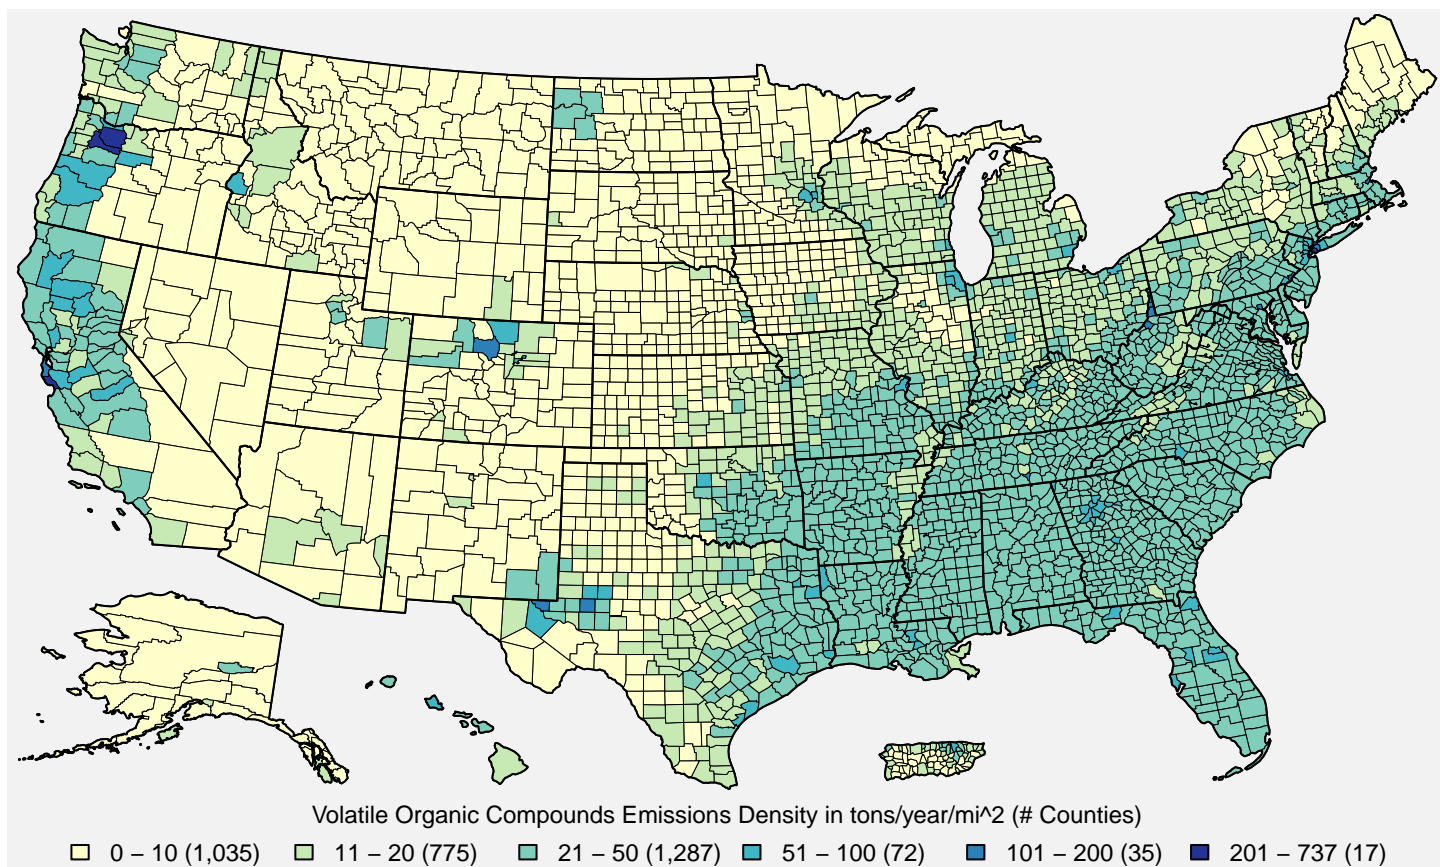 Volatile Organic Compounds Emissions Density in tons/year/mi^2 (# Counties)
0 − 10 (1,035) 11 − 20 (775) 21 − 50 (1,287) 51 − 100 (72) 101 − 200 (35) 201 − 737 (17)